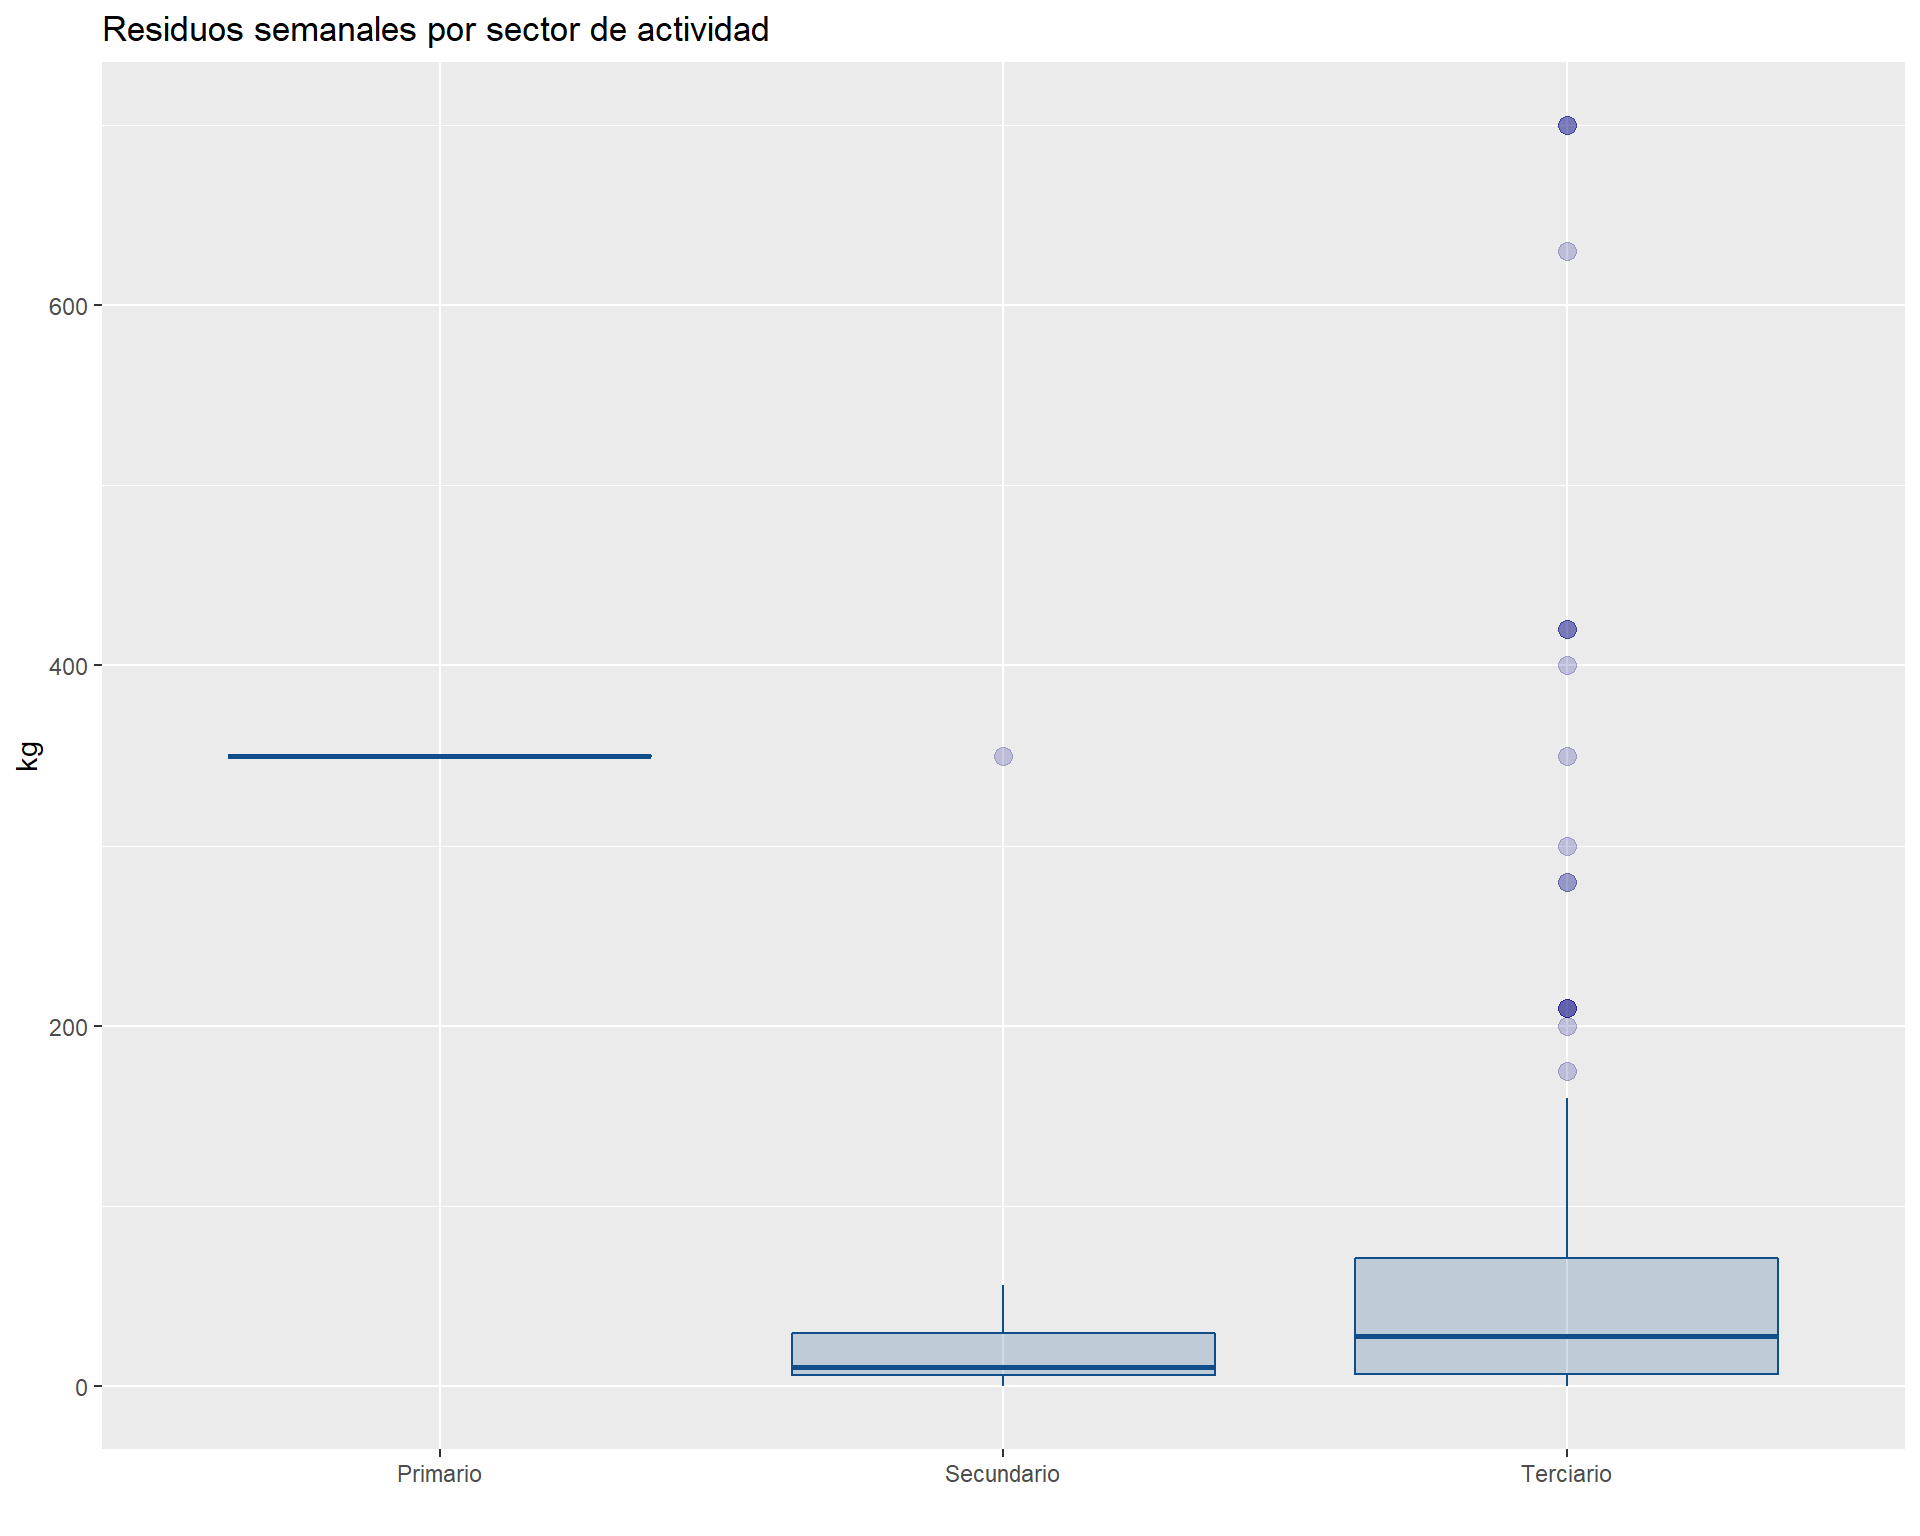 Residuos semanales por sector de actividad
kg
600
400
200
0
Primario
Secundario
Terciario